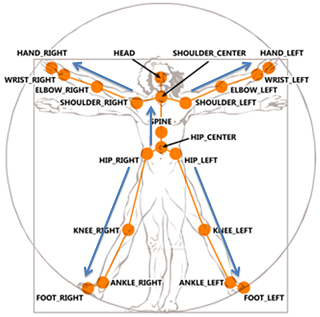 HAND_RIGHT
HEAD
SHOULDER_CENTER
HAND_LEFT
WRIST_RIGHT
WRIST_LEFT
ELBOW_RIGHT
ELBOW_LEFT
SHOULDER_RIGHT
SHOULDER_LEFT
SPINE
HIP_CENTER
HIP_RIGHT
HIP_LEFT
KNEE_RIGHT
KNEE_LEFT
ANKLE_RIGHT
ANKLE_LEFT
FOOT_RIGHT
FOOT_LEFT